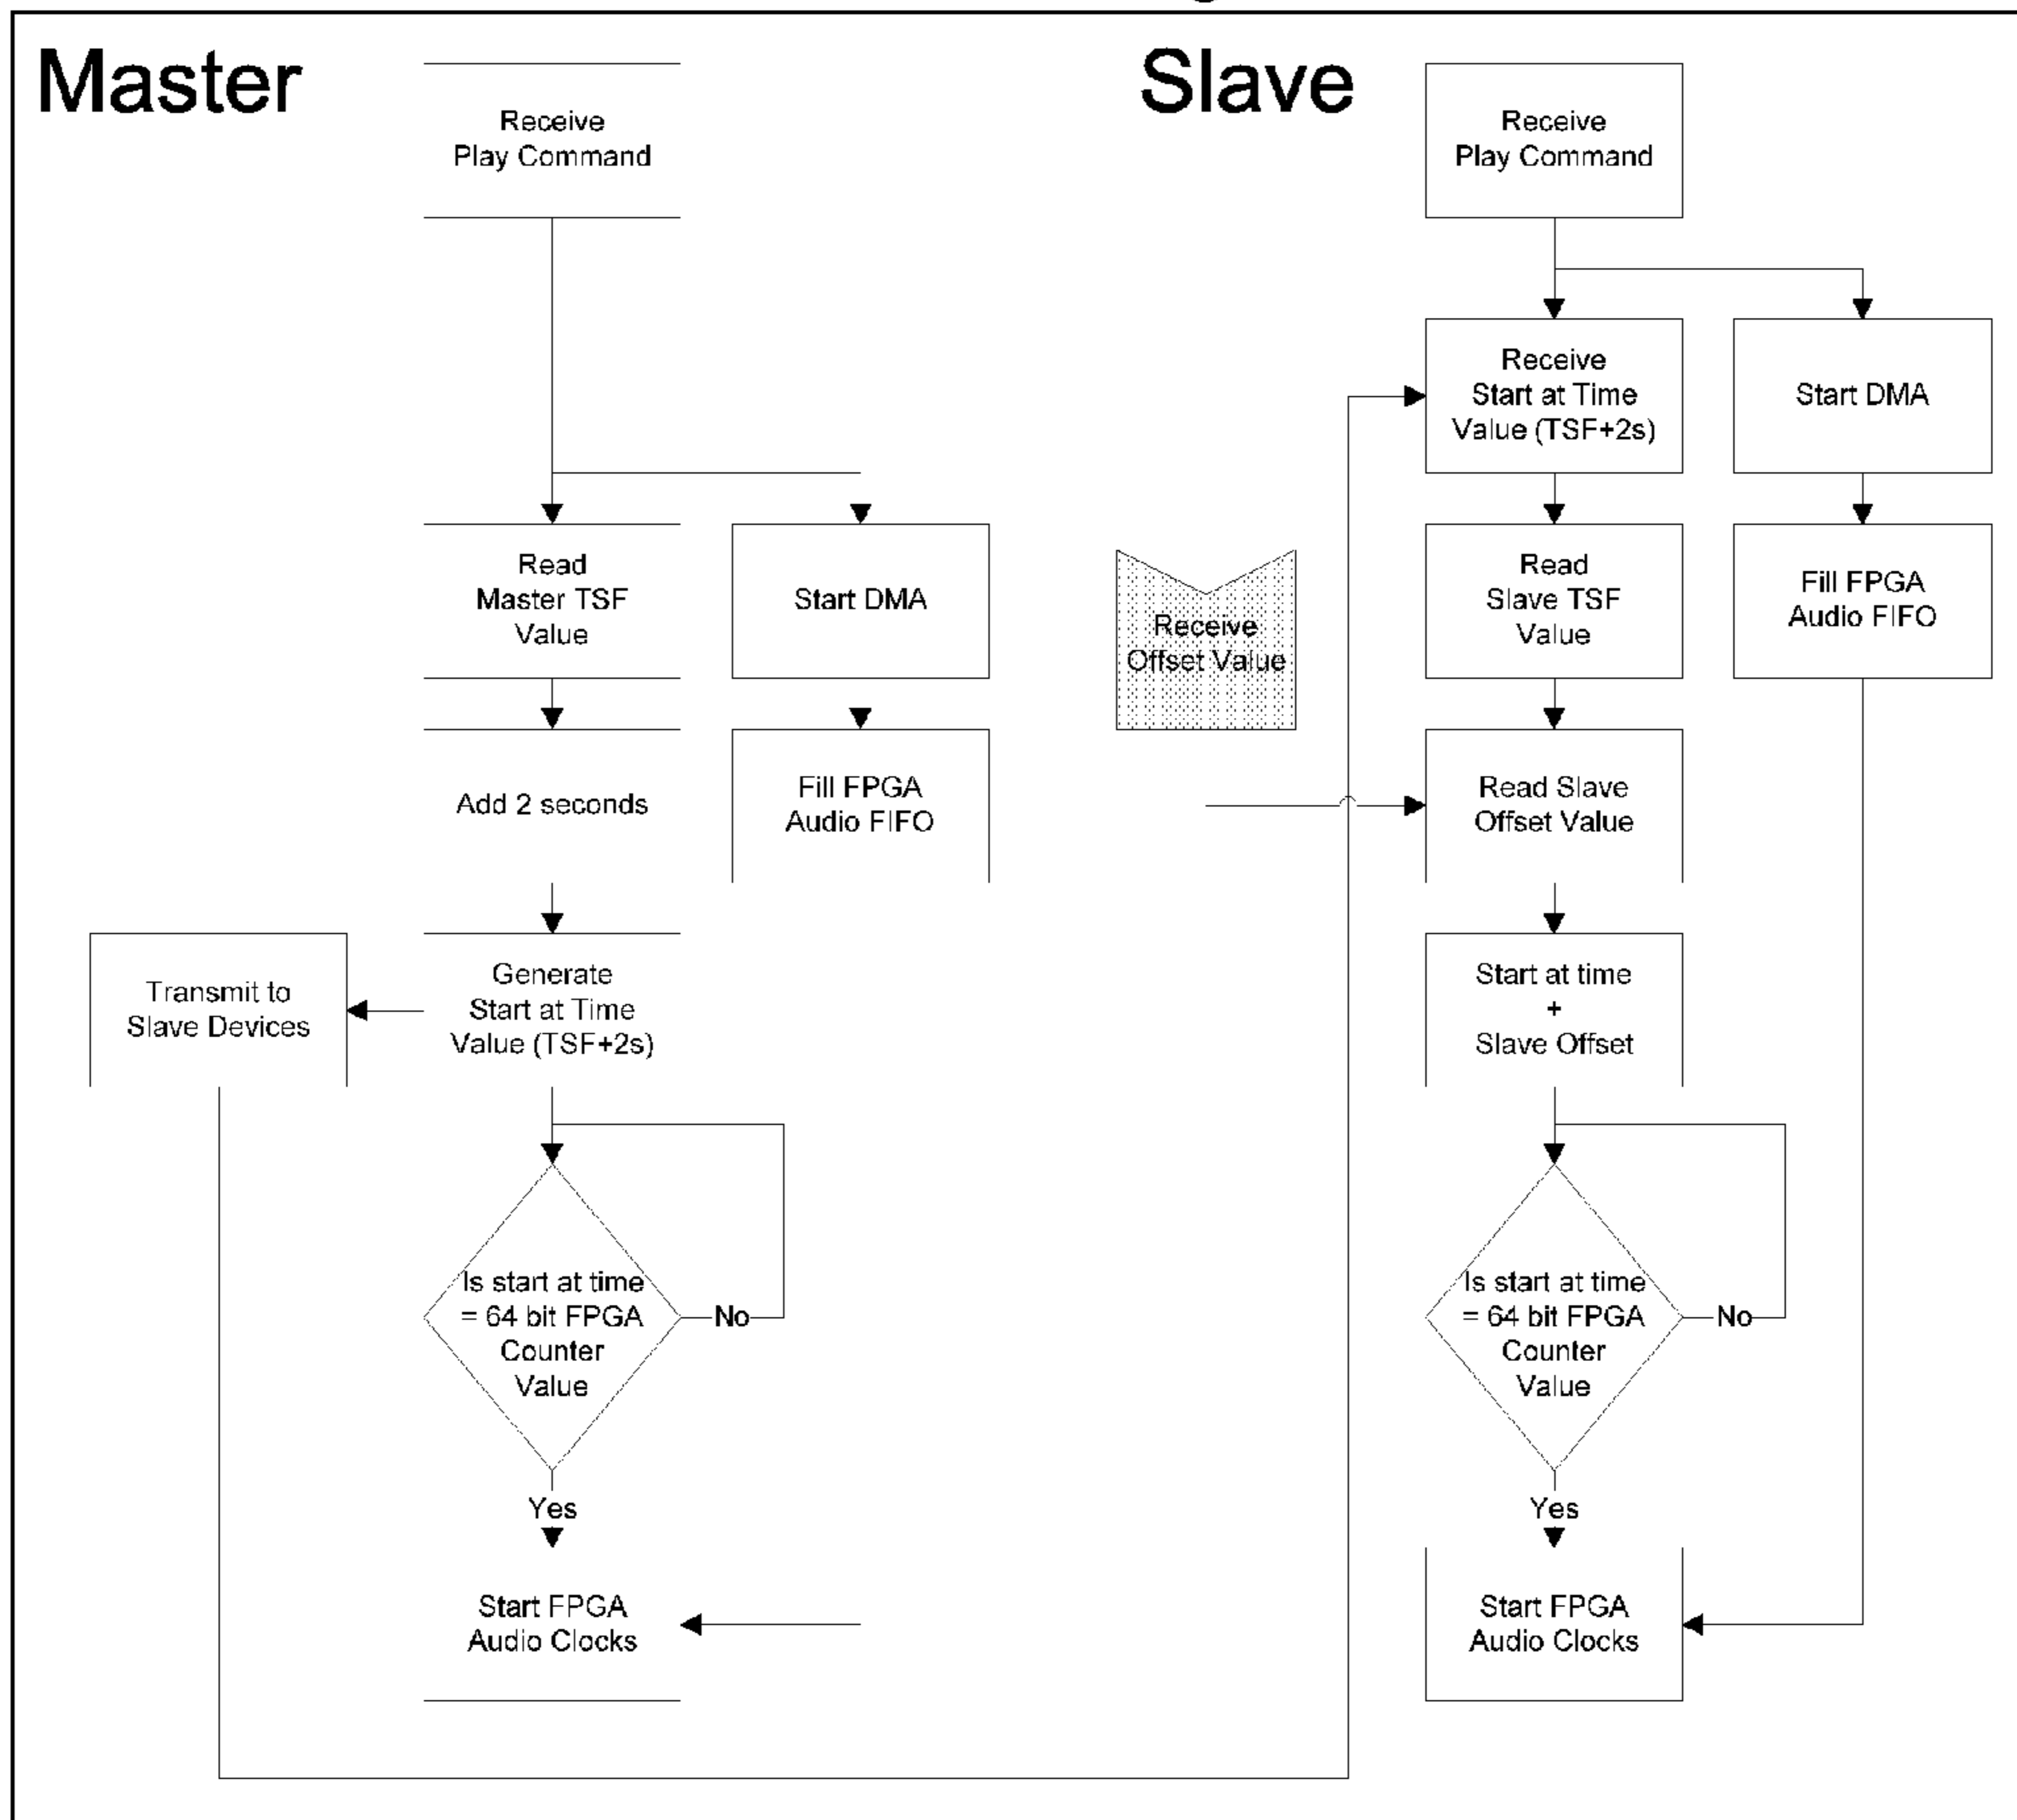 Master
Receive
Play Command
Read
Master TSF
Value
Start DMA
Add 2 seconds
Fill FPGA
Audio FIFO
Transmit to
Slave Devices
Generate
Start at Time
Value (TSF+2s)
Is start at time
= 64 bit FPGA
Counter
Value
No
Yes
Start FPGA
Audio Clocks
Slave
Receive
Play Command
Receive
Start at Time
Value (TSF+2s)
Start DMA
Receive
Offset Value
Read
Slave TSF
Value
Fill FPGA
Audio FIFO
Read Slave
Offset Value
Start at time
+
Slave Offset
Is start at time
= 64 bit FPGA
Counter
Value
No
Yes
Start FPGA
Audio Clocks